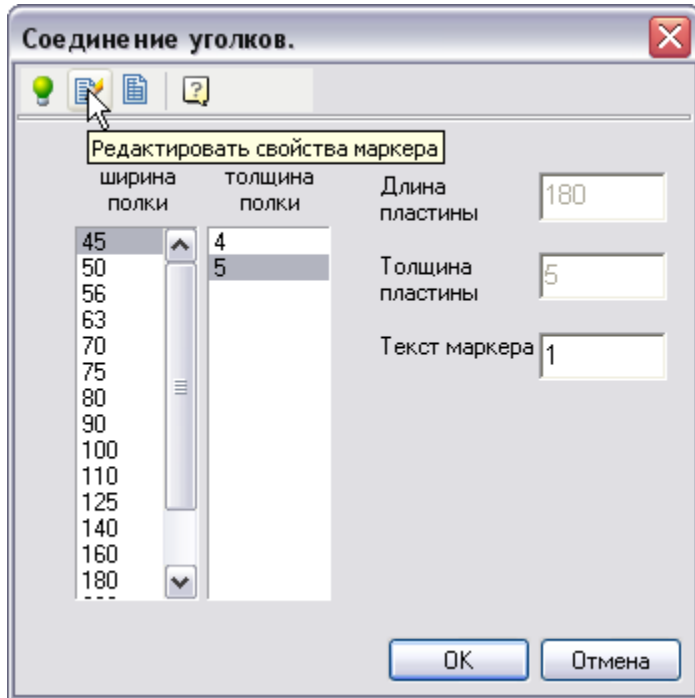 Соединение уголков.
Редактировать свойства маркера
ширина полки
толщина полки
45
50
56
63
70
75
80
90
100
110
125
140
160
180
4
5
Длина пластины
180
Толщина пластины
5
Текст маркера
1
OK
Отмена